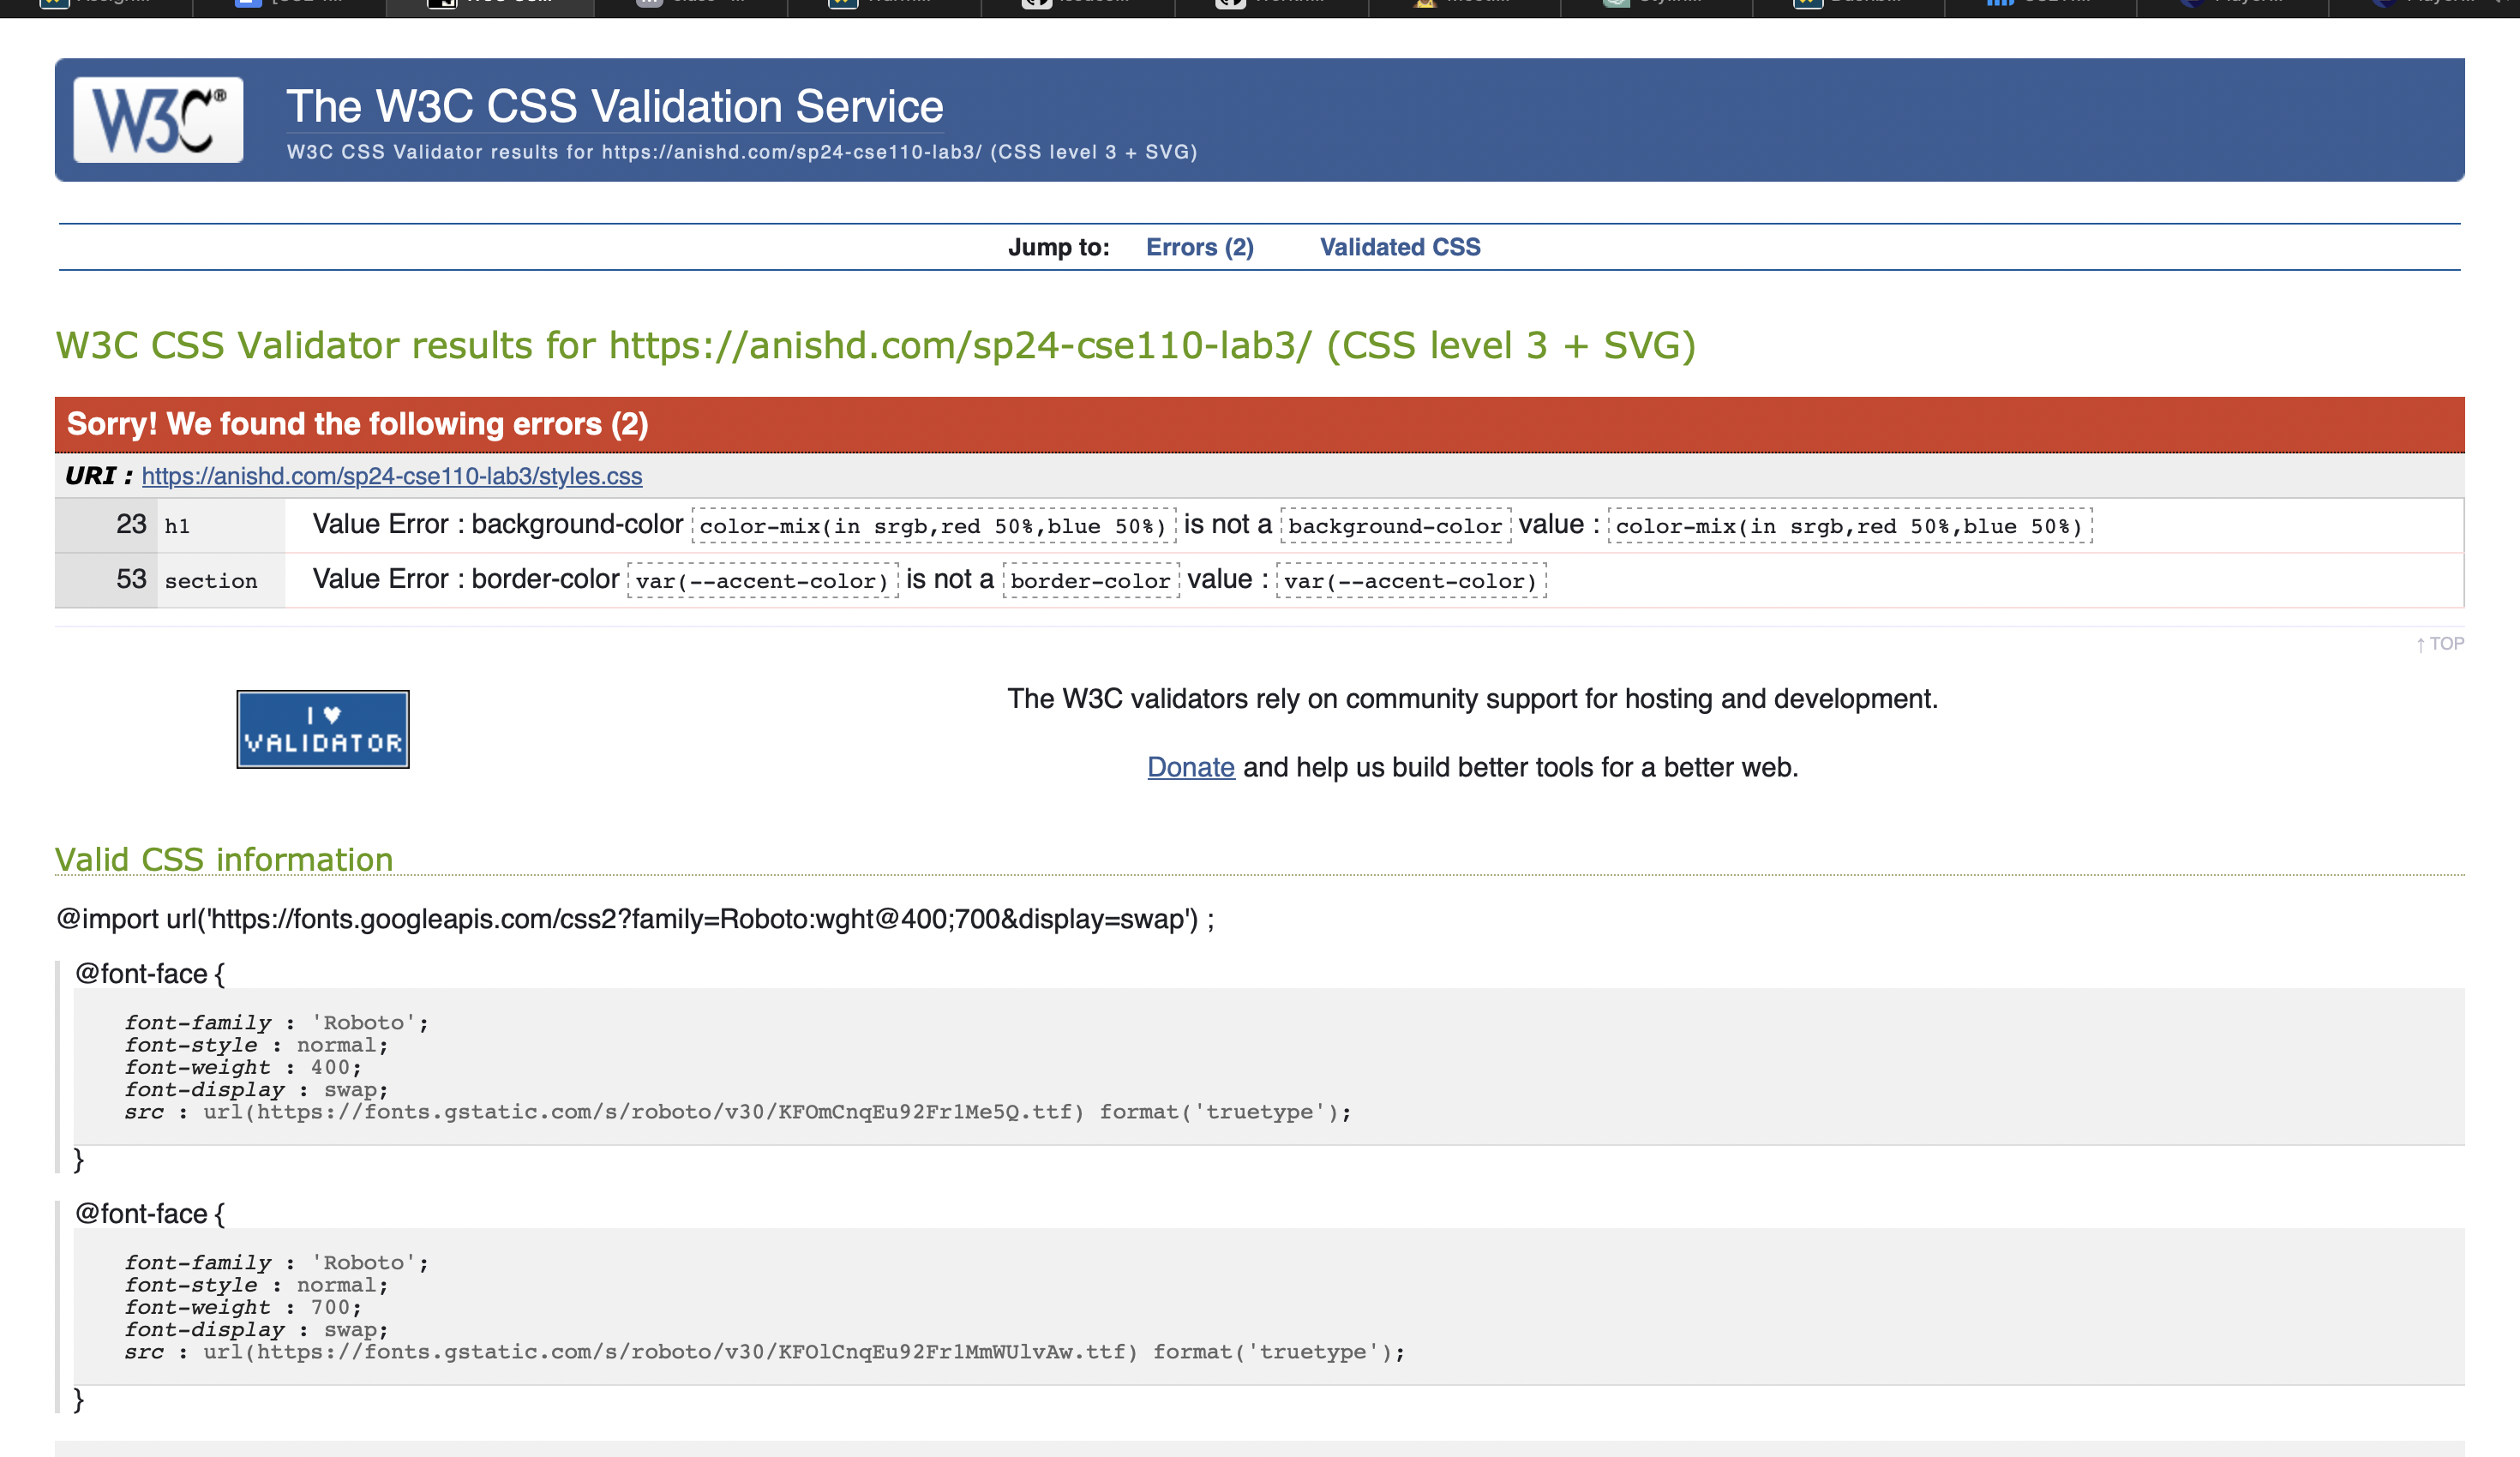 W3C®
The W3C CSS Validation Service
W3C CSS Validator results for https://anishd.com/sp24-cse110-lab3/ (CSS level 3 + SVG)
Jump to: Errors (2) Validated CSS
W3C CSS Validator results for https://anishd.com/sp24-cse110-lab3/ (CSS level 3 + SVG)
Sorry! We found the following errors (2)
URI : https://anishd.com/sp24-cse110-lab3/styles.css
23 h1 Value Error : background-color color-mix(in srgb,red 50%,blue 50%) is not a background-color value : color-mix(in srgb,red 50%,blue 50%)
53 section Value Error : border-color var(--accent-color) is not a border-color value : var(--accent-color)
↑ TOP
I ♥
VALIDATOR
The W3C validators rely on community support for hosting and development.
Donate and help us build better tools for a better web.
Valid CSS information
@import url('https://fonts.googleapis.com/css2?family=Roboto:wght@400;700&display=swap') ;
@font-face {
font-family : 'Roboto';
font-style : normal;
font-weight : 400;
font-display : swap;
src : url(https://fonts.gstatic.com/s/roboto/v30/KFOmCnqEu92Fr1Me5Q.ttf) format('truetype');
}
@font-face {
font-family : 'Roboto';
font-style : normal;
font-weight : 700;
font-display : swap;
src : url(https://fonts.gstatic.com/s/roboto/v30/KFOlCnqEu92Fr1MmWUlvAw.ttf) format('truetype');
}